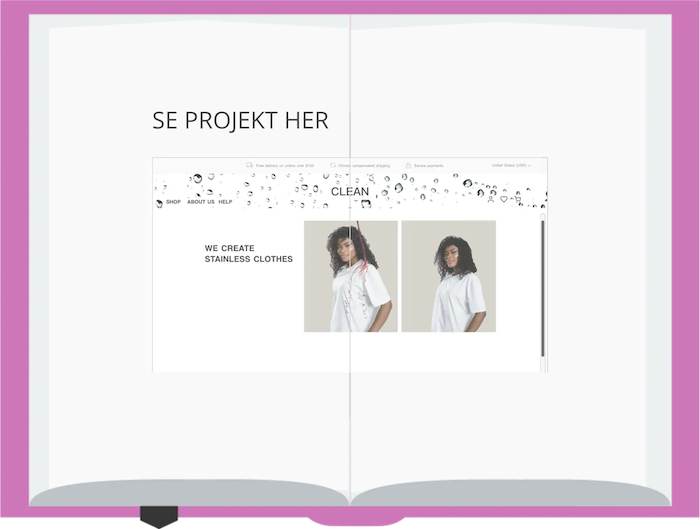 SE PROJEKT HER
Free delivery on orders over $100
Climate compensated shipping
Secure payments
United States (USD)
CLEAN
SHOP ABOUT US HELP
WE CREATE
STAINLESS CLOTHES